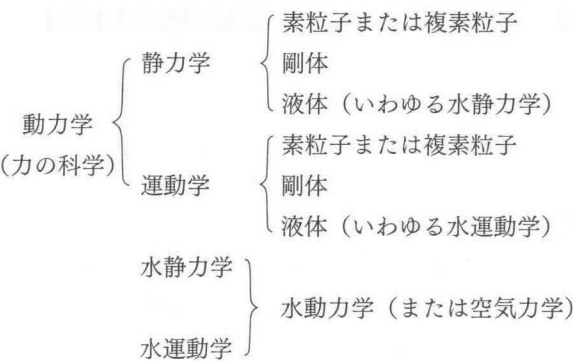 素粒子または複素粒子
静力学
剛体
液体（いわゆる水静力学）
動力学
（力の科学）
素粒子または複素粒子
運動学
剛体
液体（いわゆる水運動学）
水静力学
水動力学（または空気力学）
水運動学